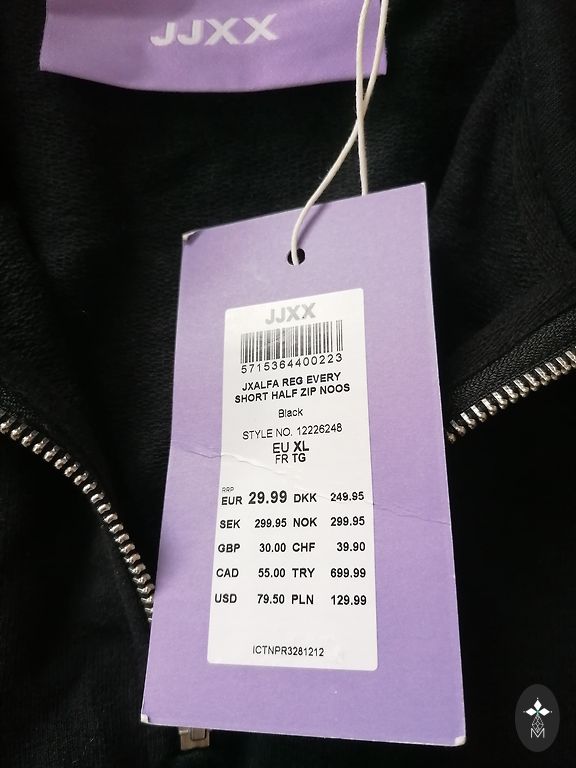 JJXX
JJXX
5715364400223
JXALFA REG EVERY
SHORT HALF ZIP NOOS
Black
STYLE NO. 12226248
EU XL
FR TG
RRP
EUR 29.99 DKK 249.95
SEK 299.95 NOK 299.95
GBP 30.00 CHF 39.90
CAD 55.00 TRY 699.99
USD 79.50 PLN 129.99
ICTNPR3281212
M